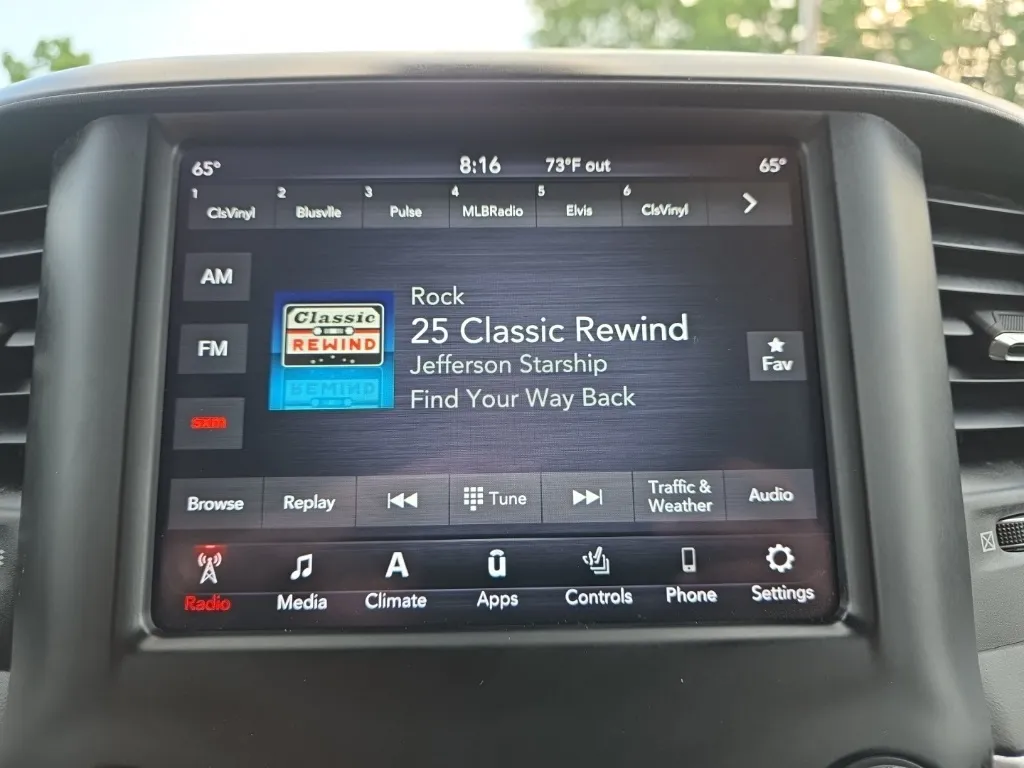 65° 8:16 73°F out 65°
1 ClsVinyl 2 Blusvlle 3 Pulse 4 MLBRadio 5 Elvis 6 ClsVinyl
AM
FM
sxm
Classic
REWIND
REWIND
Rock
25 Classic Rewind
Jefferson Starship
Find Your Way Back
Fav
Browse Replay Tune Traffic & Weather Audio
A
Radio Media Climate Apps Controls Phone Settings